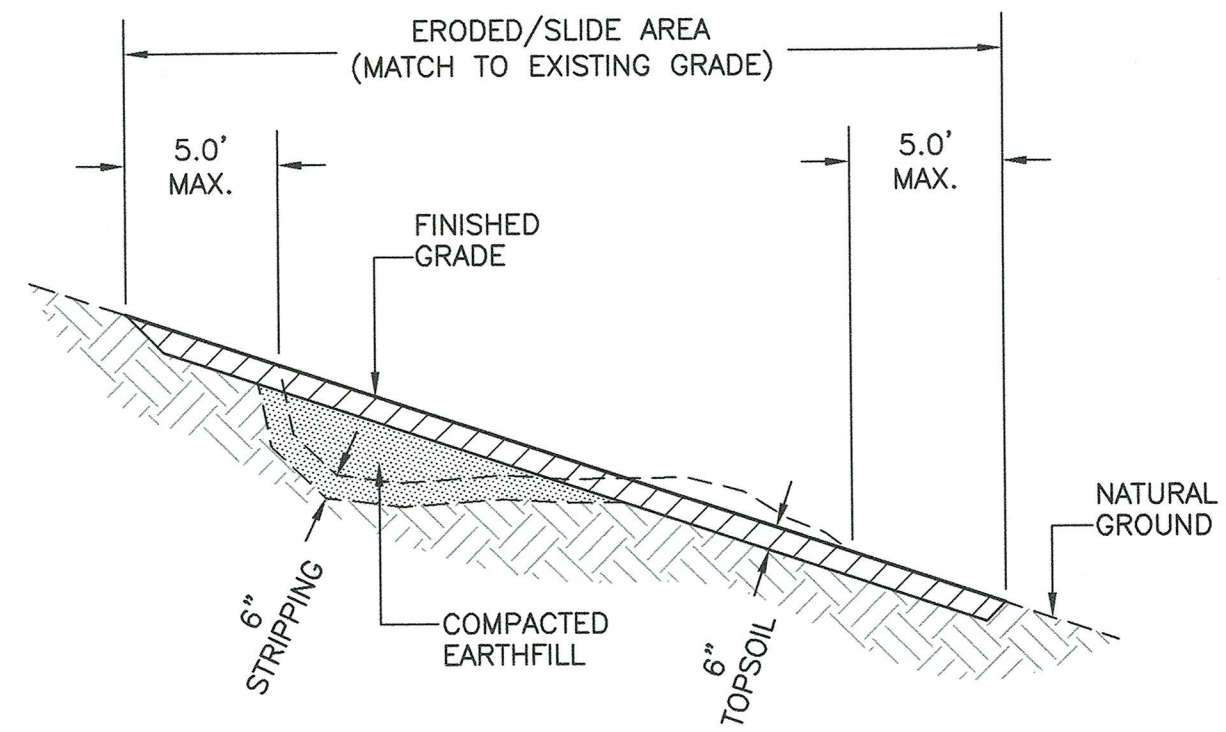 ERODED/SLIDE AREA
(MATCH TO EXISTING GRADE)
5.0'
MAX.
5.0'
MAX.
FINISHED
GRADE
NATURAL
GROUND
6"
STRIPPING
COMPACTED
EARTHFILL
6"
TOPSOIL